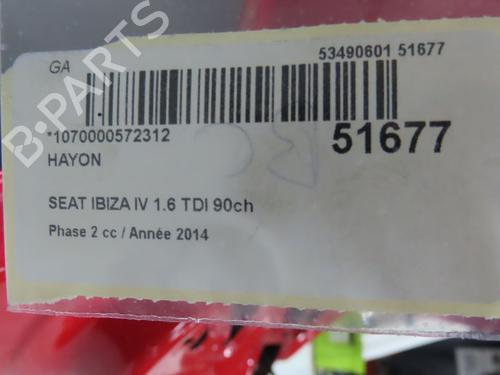 GA
53490601 51677
*1070000572312
51677
HAYON
SEAT IBIZA IV 1.6 TDI 90ch
Phase 2 cc / Année 2014
B-PARTS